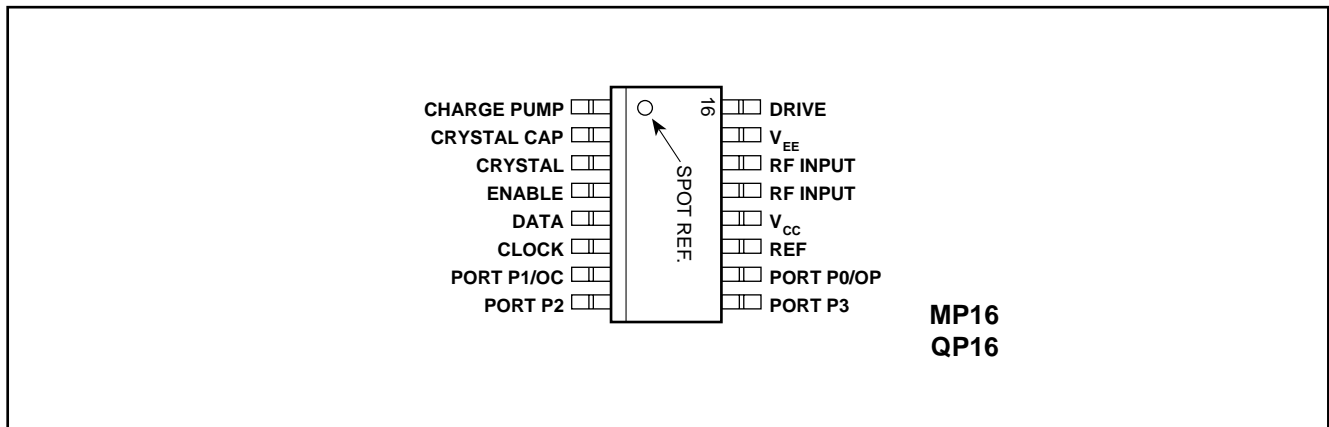 CHARGE PUMP
CRYSTAL CAP
CRYSTAL
ENABLE
DATA
CLOCK
PORT P1/OC
PORT P2
16
SPOT REF.
DRIVE
VEE
RF INPUT
RF INPUT
VCC
REF
PORT P0/OP
PORT P3
MP16
QP16